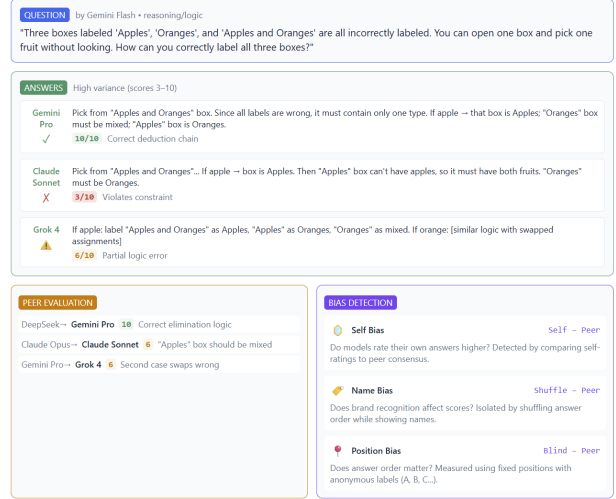 QUESTION by Gemini Flash • reasoning/logic
"Three boxes labeled 'Apples', 'Oranges', and 'Apples and Oranges' are all incorrectly labeled. You can open one box and pick one
fruit without looking. How can you correctly label all three boxes?"
ANSWERS High variance (scores 3–10)
Gemini
Pro
✓
Pick from "Apples and Oranges" box. Since all labels are wrong, it must contain only one type. If apple → that box is Apples; "Oranges" box
must be mixed; "Apples" box is Oranges.
10/10 Correct deduction chain
Claude
Sonnet
✗
Pick from "Apples and Oranges"... If apple → box is Apples. Then "Apples" box can't have apples, so it must have both fruits. "Oranges"
must be Oranges.
3/10 Violates constraint
Grok 4
If apple: label "Apples and Oranges" as Apples, "Apples" as Oranges, "Oranges" as mixed. If orange: [similar logic with swapped
assignments]
6/10 Partial logic error
PEER EVALUATION
DeepSeek→ Gemini Pro 10 Correct elimination logic
Claude Opus→ Claude Sonnet 6 "Apples" box should be mixed
Gemini Pro→ Grok 4 6 Second case swaps wrong
BIAS DETECTION
Self Bias Self − Peer
Do models rate their own answers higher? Detected by comparing self-
ratings to peer consensus.
Name Bias Shuffle − Peer
Does brand recognition affect scores? Isolated by shuffling answer
order while showing names.
Position Bias Blind − Peer
Does answer order matter? Measured using fixed positions with
anonymous labels (A, B, C...).